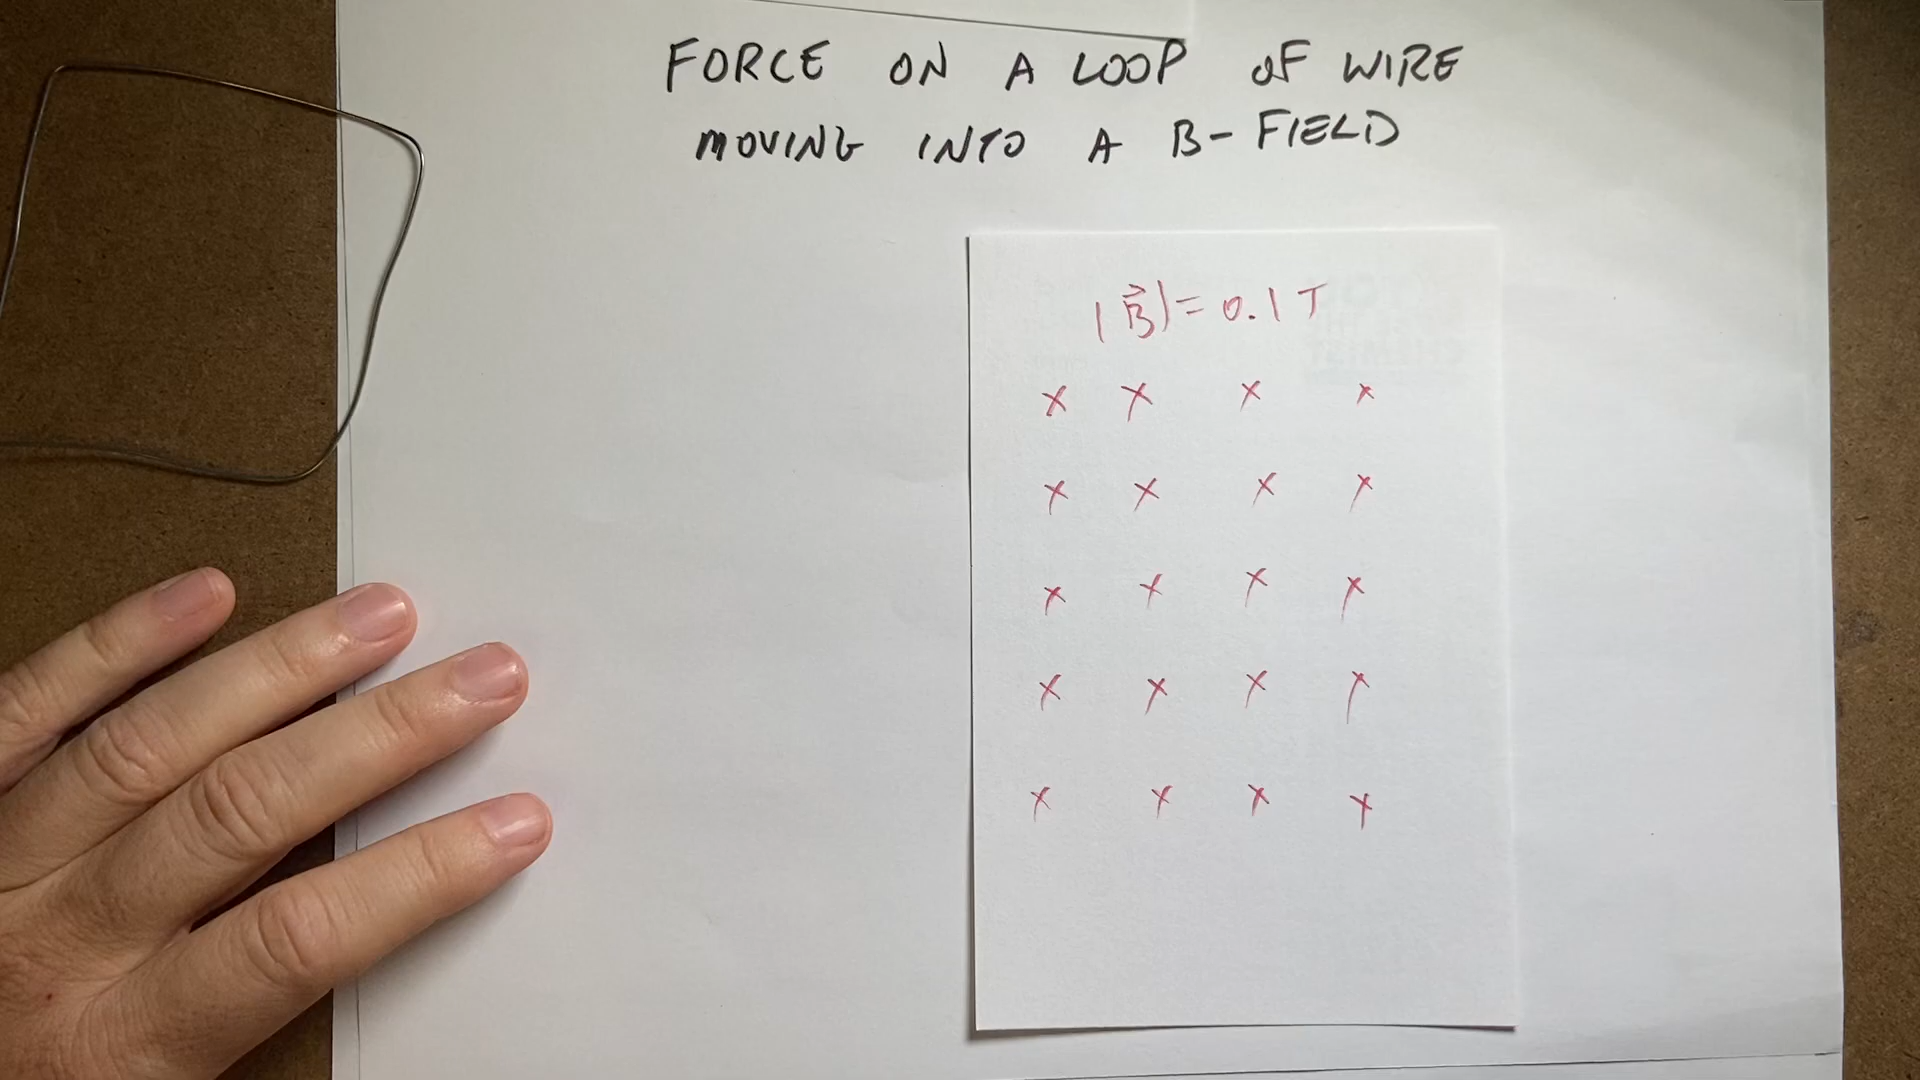 FORCE ON A LOOP OF WIRE
MOVING INTO A B-FIELD
|B⃗| = 0.1 T
x x x x
x x x x
x x x x
x x x x
x x x x